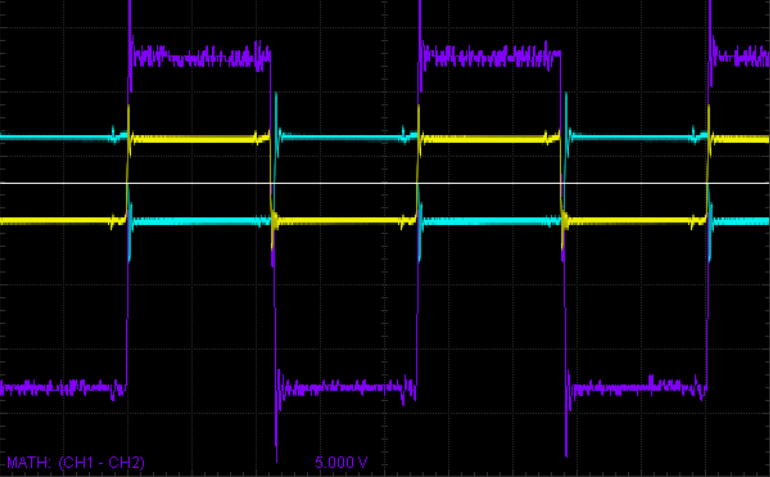 MATH: (CH1 - CH2) 5.000 V